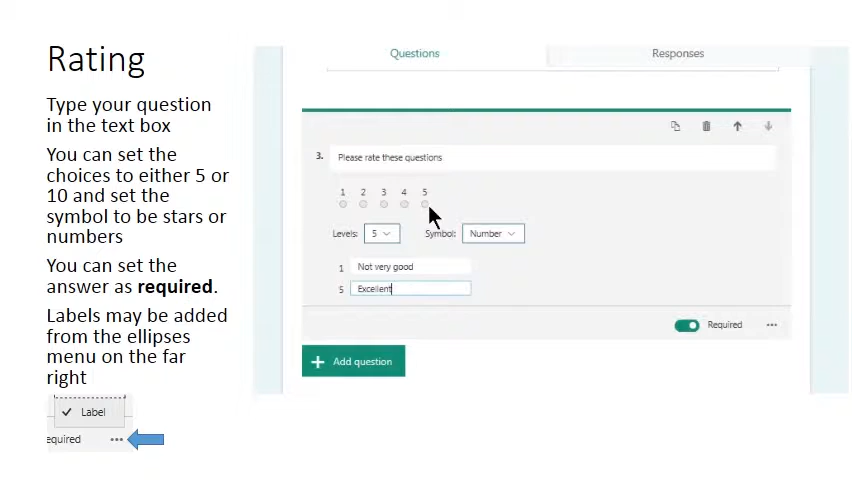 Rating
Type your question
in the text box
You can set the
choices to either 5 or
10 and set the
symbol to be stars or
numbers
You can set the
answer as required.
Labels may be added
from the ellipses
menu on the far
right
Label
equired
Questions
Responses
3. Please rate these questions
1 2 3 4 5
Levels: 5 Symbol: Number
1 Not very good
5 Excellent
Required
+ Add question